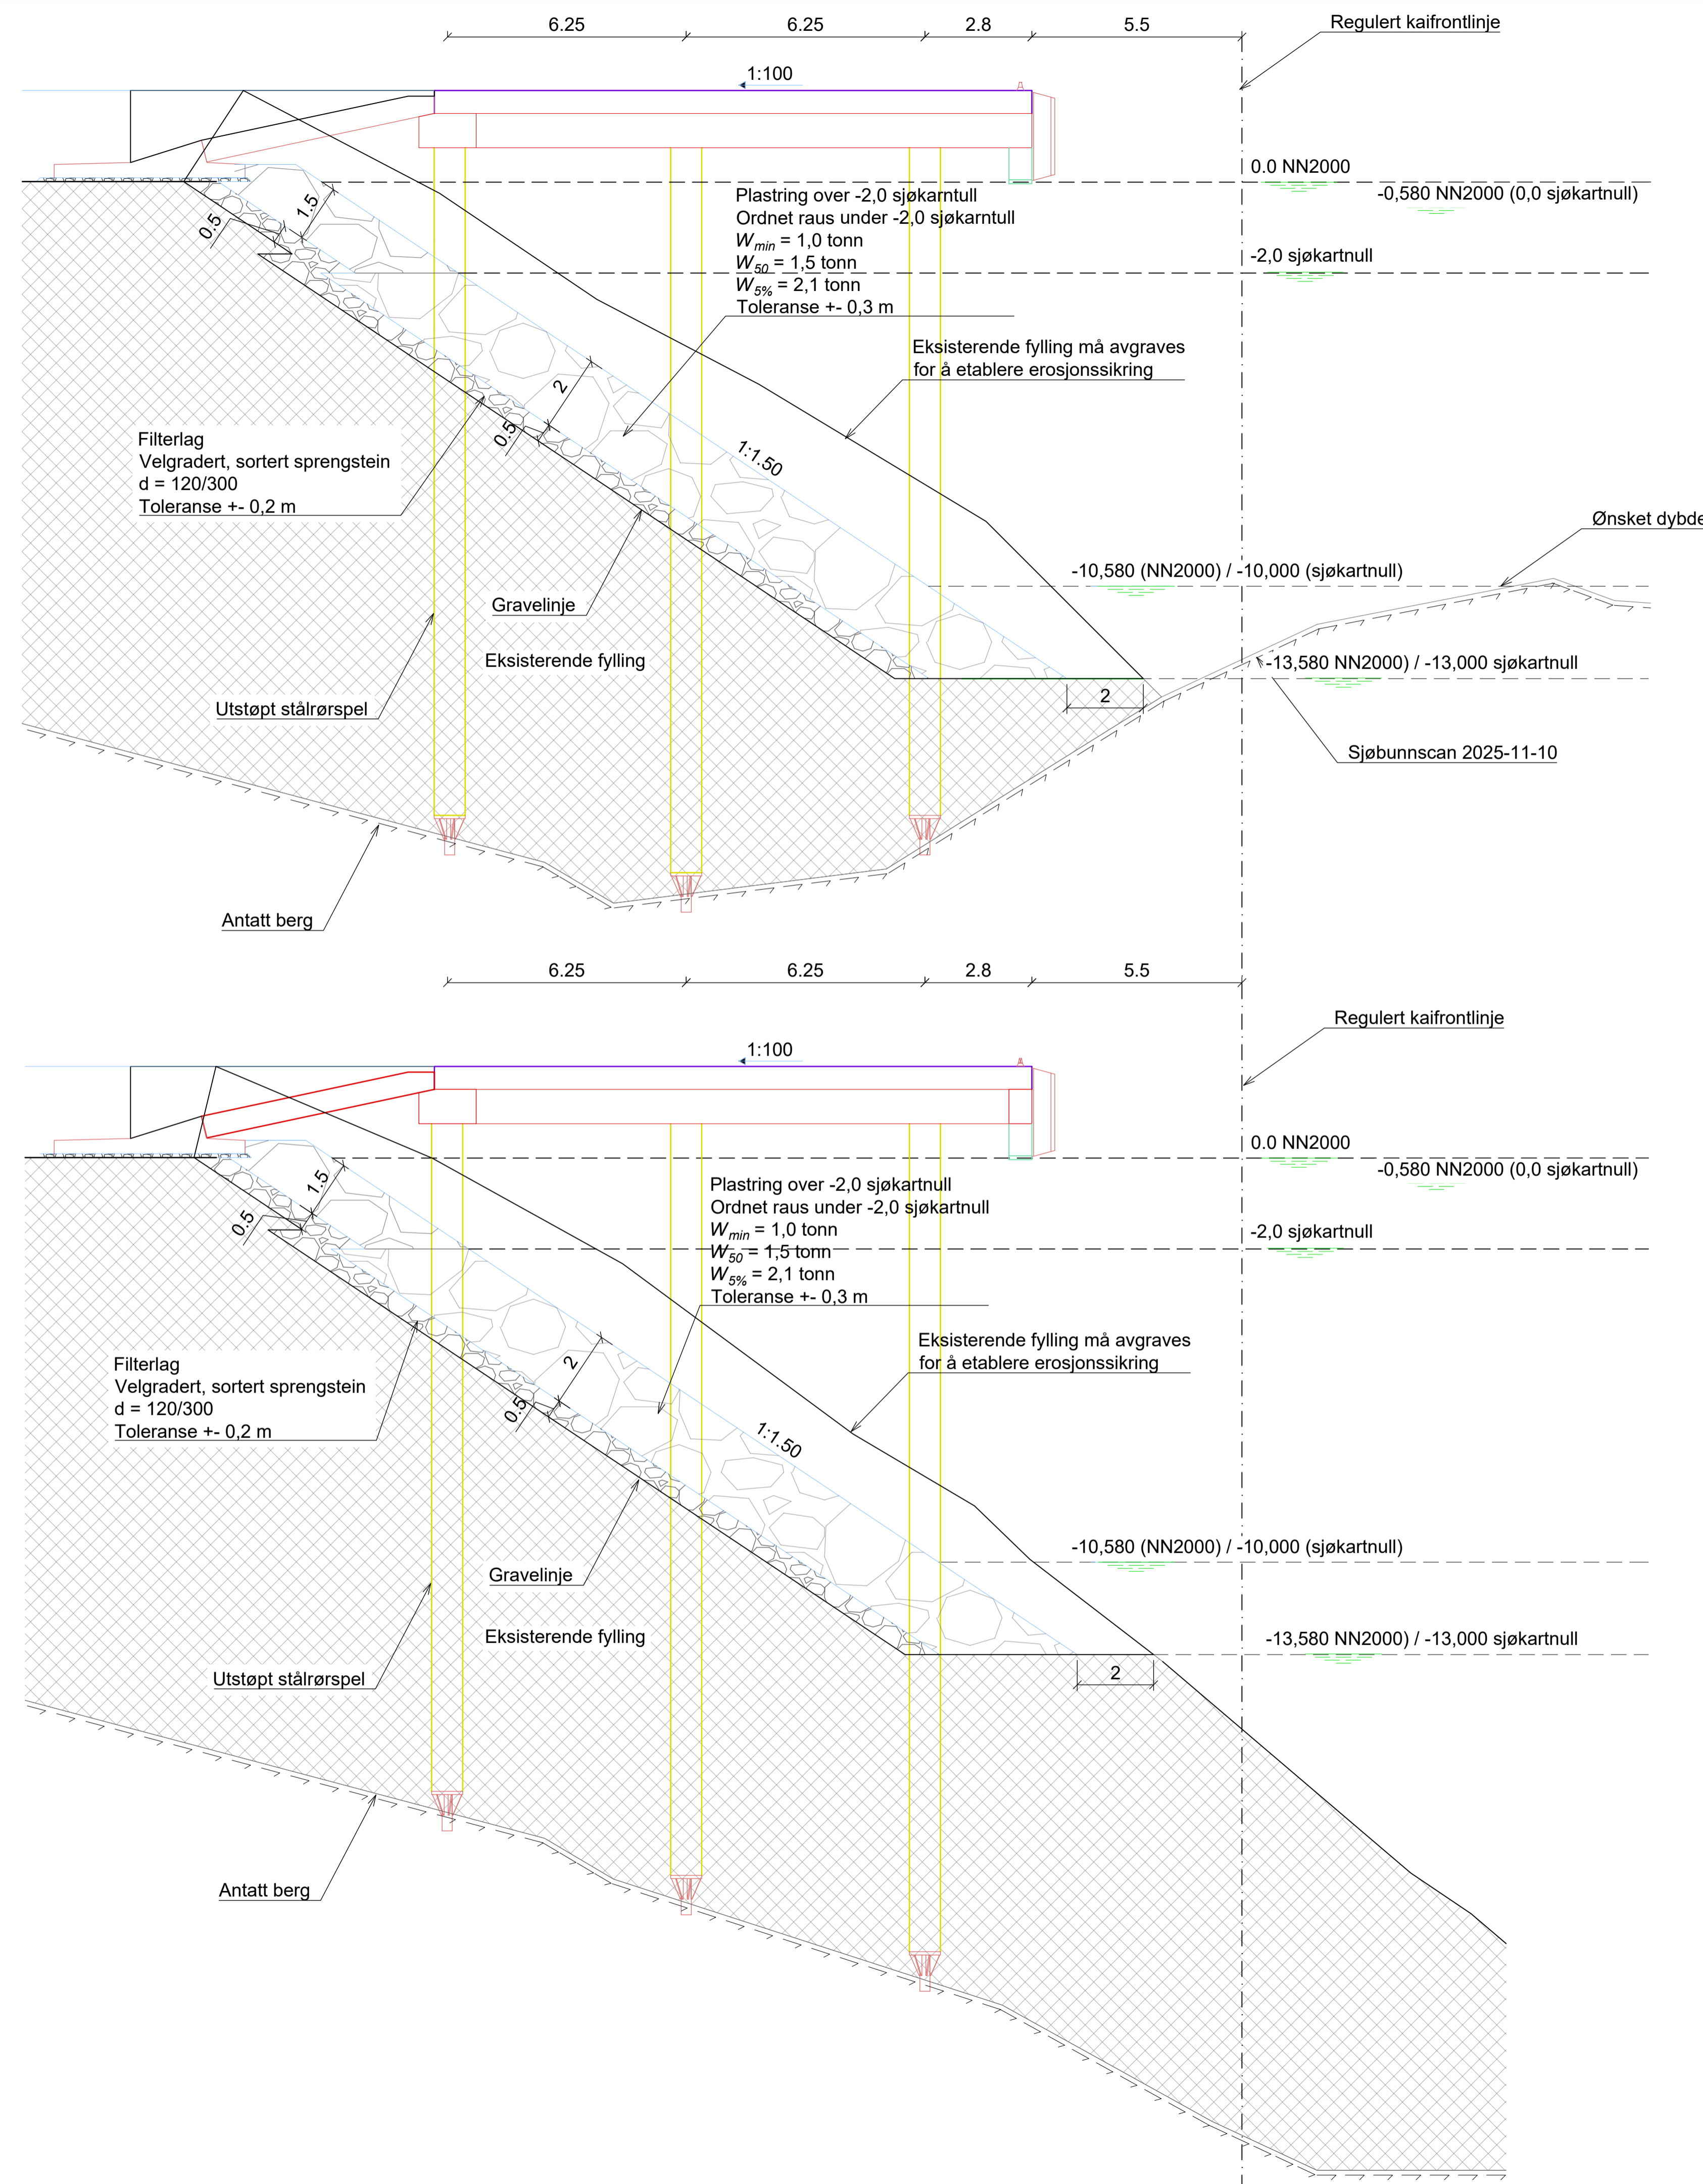 6.25 6.25 2.8 5.5
Regulert kaifrontlinje
1:100
0.0 NN2000
-0,580 NN2000 (0,0 sjøkartnull)
Plastring over -2,0 sjøkarntull
Ordnet raus under -2,0 sjøkarntull
Wmin = 1,0 tonn
W50 = 1,5 tonn
W5% = 2,1 tonn
Toleranse +- 0,3 m
1.5
0.5
-2,0 sjøkartnull
Eksisterende fylling må avgraves
for å etablere erosjonssikring
2
0.5
1:1.50
Filterlag
Velgradert, sortert sprengstein
d = 120/300
Toleranse +- 0,2 m
Ønsket dybde
-10,580 (NN2000) / -10,000 (sjøkartnull)
Gravelinje
Eksisterende fylling
-13,580 NN2000) / -13,000 sjøkartnull
2
Utstøpt stålrørspel
Sjøbunnscan 2025-11-10
Antatt berg
6.25 6.25 2.8 5.5
Regulert kaifrontlinje
1:100
0.0 NN2000
-0,580 NN2000 (0,0 sjøkartnull)
Plastring over -2,0 sjøkartnull
Ordnet raus under -2,0 sjøkartnull
Wmin = 1,0 tonn
W50 = 1,5 tonn
W5% = 2,1 tonn
Toleranse +- 0,3 m
1.5
0.5
-2,0 sjøkartnull
Eksisterende fylling må avgraves
for å etablere erosjonssikring
2
0.5
1:1.50
Filterlag
Velgradert, sortert sprengstein
d = 120/300
Toleranse +- 0,2 m
-10,580 (NN2000) / -10,000 (sjøkartnull)
Gravelinje
Eksisterende fylling
-13,580 NN2000) / -13,000 sjøkartnull
2
Utstøpt stålrørspel
Antatt berg